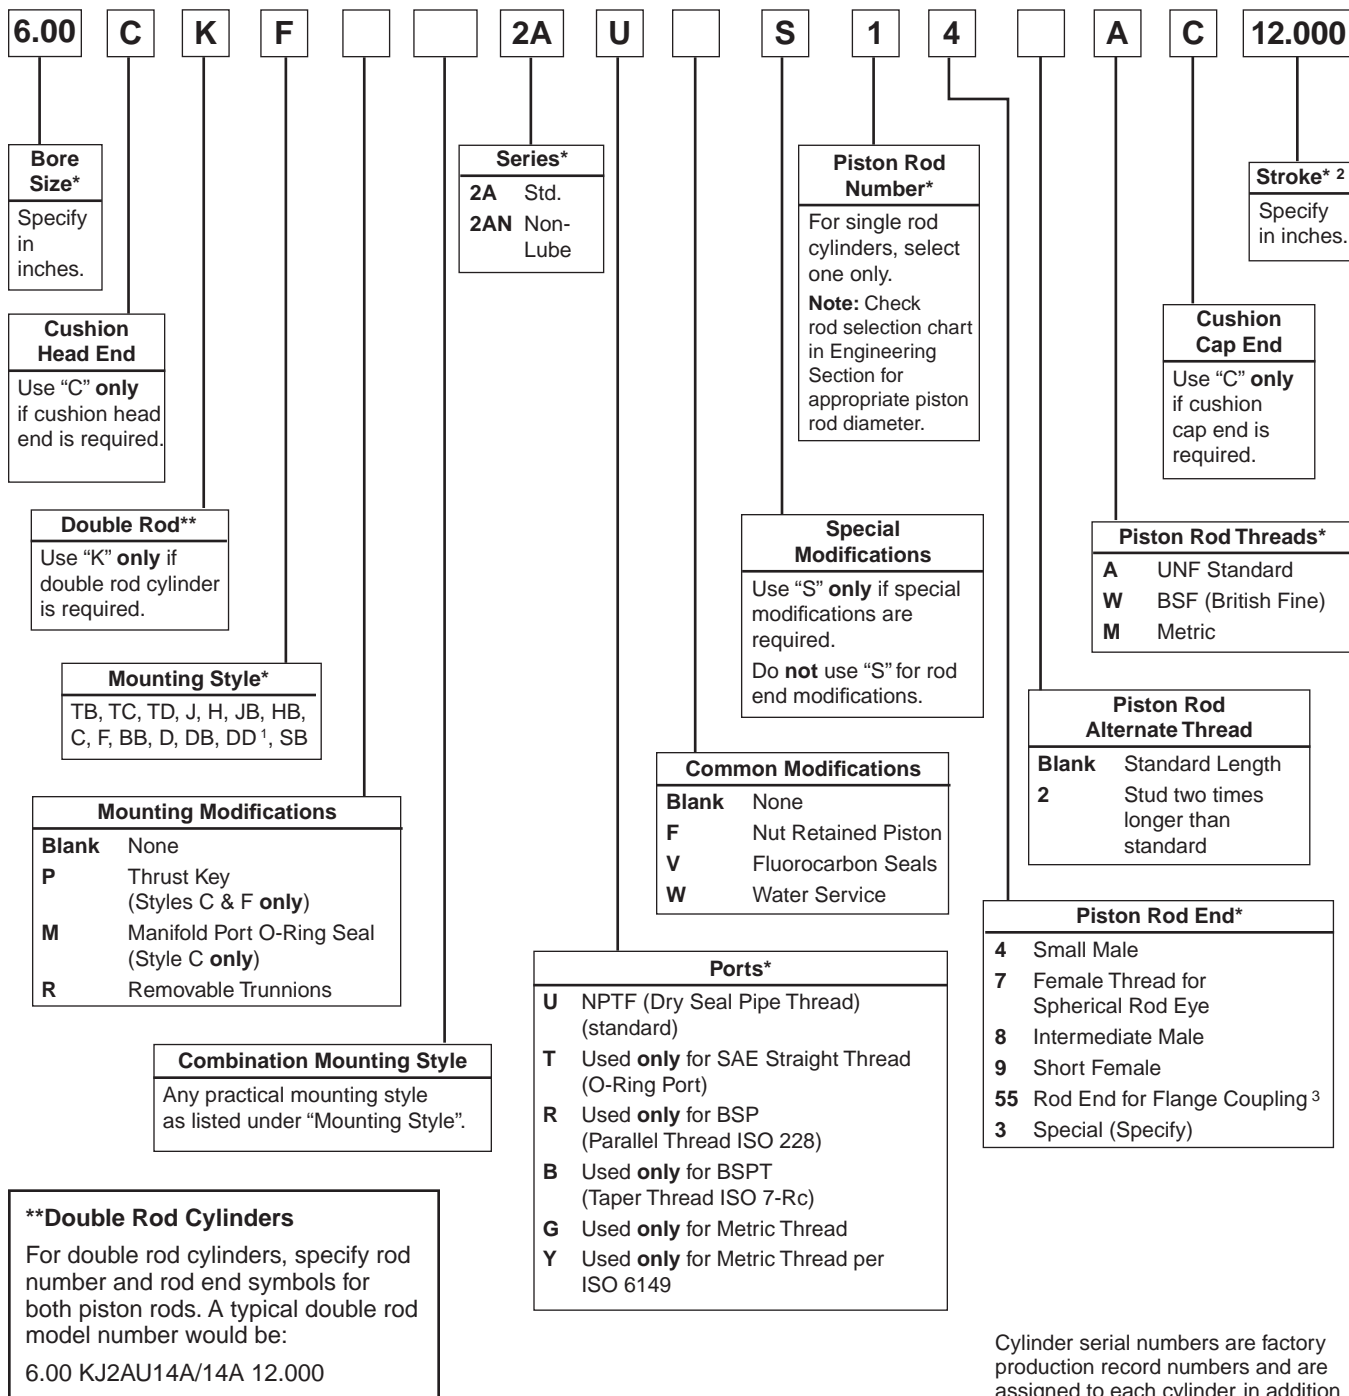 6.00 C K F 2A U S 1 4 A C 12.000
Bore
Size*
Specify
in
inches.
Series*
2A Std.
2AN Non-
Lube
Piston Rod
Number*
For single rod
cylinders, select
one only.
Note: Check
rod selection chart
in Engineering
Section for
appropriate piston
rod diameter.
Stroke* 2
Specify
in inches.
Cushion
Head End
Use “C” only
if cushion head
end is required.
Cushion
Cap End
Use “C” only
if cushion
cap end is
required.
Double Rod**
Use “K” only if
double rod cylinder
is required.
Special
Modifications
Use “S” only if special
modifications are
required.
Do not use “S” for rod
end modifications.
Piston Rod Threads*
A UNF Standard
W BSF (British Fine)
M Metric
Mounting Style*
TB, TC, TD, J, H, JB, HB,
C, F, BB, D, DB, DD 1, SB
Piston Rod
Alternate Thread
Blank Standard Length
2 Stud two times
longer than
standard
Common Modifications
Blank None
F Nut Retained Piston
V Fluorocarbon Seals
W Water Service
Mounting Modifications
Blank None
P Thrust Key
(Styles C & F only)
M Manifold Port O-Ring Seal
(Style C only)
R Removable Trunnions
Piston Rod End*
4 Small Male
7 Female Thread for
Spherical Rod Eye
8 Intermediate Male
9 Short Female
55 Rod End for Flange Coupling 3
3 Special (Specify)
Ports*
U NPTF (Dry Seal Pipe Thread)
(standard)
T Used only for SAE Straight Thread
(O-Ring Port)
R Used only for BSP
(Parallel Thread ISO 228)
B Used only for BSPT
(Taper Thread ISO 7-Rc)
G Used only for Metric Thread
Y Used only for Metric Thread per
ISO 6149
Combination Mounting Style
Any practical mounting style
as listed under “Mounting Style”.
**Double Rod Cylinders
For double rod cylinders, specify rod
number and rod end symbols for
both piston rods. A typical double rod
model number would be:
6.00 KJ2AU14A/14A 12.000
Cylinder serial numbers are factory
production record numbers and are
assigned to each cylinder in addition